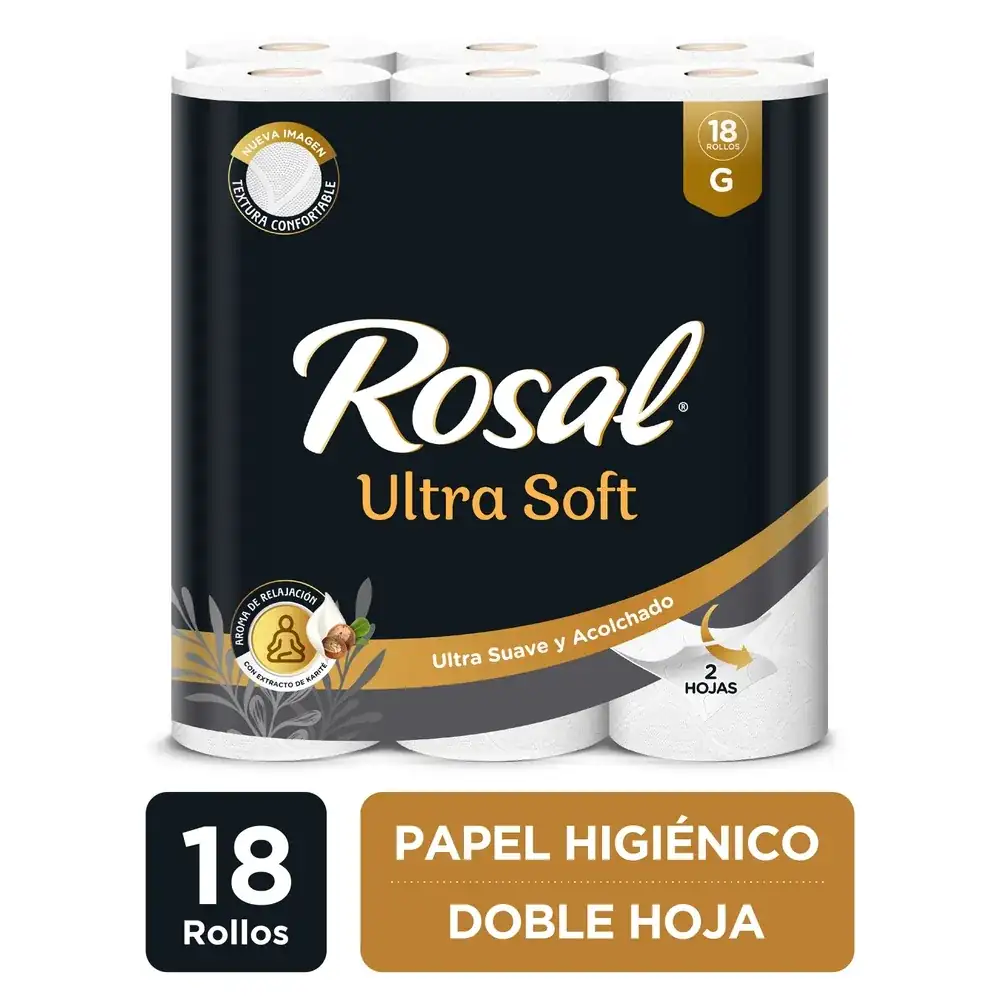 NUEVA IMAGEN
TEXTURA CONFORTABLE
18
ROLLOS
G
Rosal®
Ultra Soft
AROMA DE RELAJACIÓN
CON EXTRACTO DE KARITÉ
Ultra Suave y Acolchado
2
HOJAS
18
Rollos
PAPEL HIGIÉNICO
DOBLE HOJA